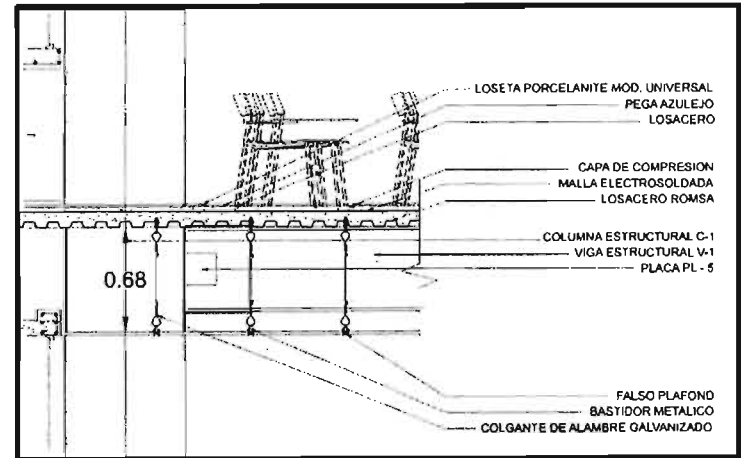 LOSETA PORCELANITE MOD. UNIVERSAL
PEGA AZULEJO
LOSACERO
CAPA DE COMPRESION
MALLA ELECTROSOLDADA
LOSACERO ROMSA
COLUMNA ESTRUCTURAL C-1
VIGA ESTRUCTURAL V-1
PLACA PL - 5
0.68
FALSO PLAFOND
BASTIDOR METALICO
COLGANTE DE ALAMBRE GALVANIZADO